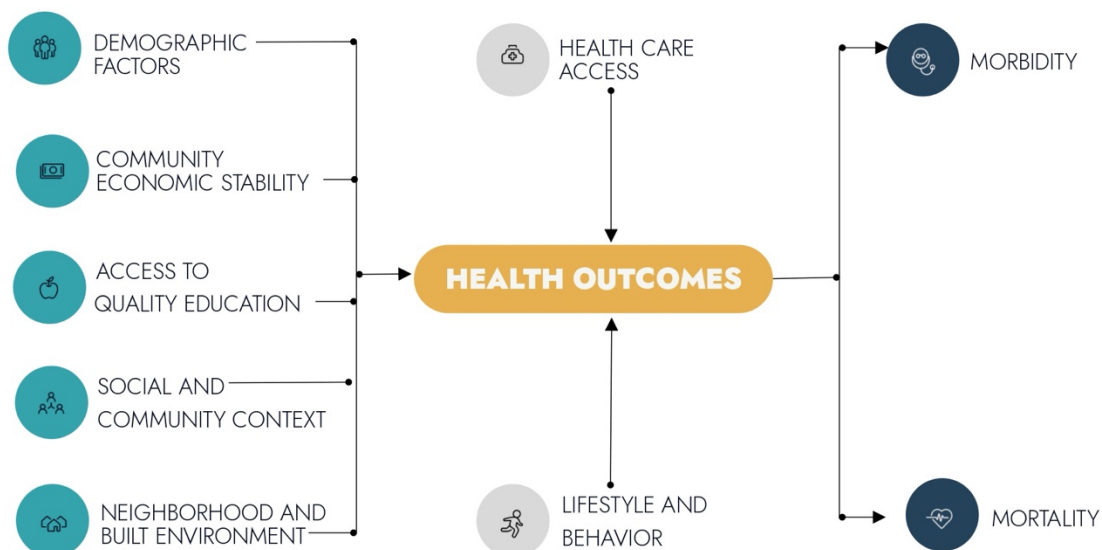 DEMOGRAPHIC
FACTORS
COMMUNITY
ECONOMIC STABILITY
ACCESS TO
QUALITY EDUCATION
SOCIAL AND
COMMUNITY CONTEXT
NEIGHBORHOOD AND
BUILT ENVIRONMENT
HEALTH CARE
ACCESS
HEALTH OUTCOMES
LIFESTYLE AND
BEHAVIOR
MORBIDITY
MORTALITY